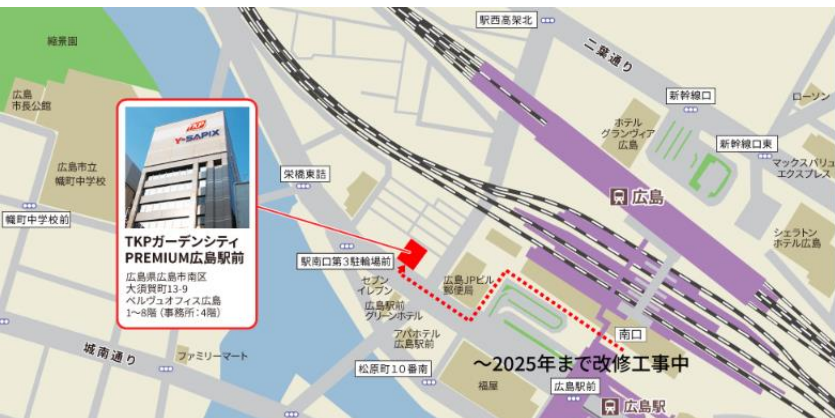 駅西高架北
二葉通り
縮景園
広島
市長公館
新幹線口
ローソン
ホテル
グランヴィア
広島
新幹線口東
マックスバリュ
エクスプレス
広島市立
幟町中学校
栄橋東詰
広島
幟町中学校前
TKP
Y-SAPIX
TKPガーデンシティ
PREMIUM広島駅前
広島県広島市南区
大須賀町13-9
ベルヴュオフィス広島
1〜8階 (事務所:4階)
シェラトン
ホテル広島
駅南口第3駐輪場前
セブン
イレブン
広島JPビル
郵便局
広島駅前
グリーンホテル
アパホテル
広島駅前
南口
城南通り
ファミリーマート
松原町10番南
〜2025年まで改修工事中
福屋
広島駅前
広島駅